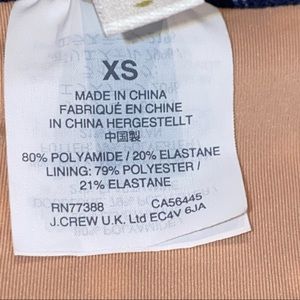 XS
MADE IN CHINA
FABRIQUÉ EN CHINE
IN CHINA HERGESTELLT
中国製
80% POLYAMIDE / 20% ELASTANE
LINING: 79% POLYESTER /
21% ELASTANE
RN77388 CA56445
J.CREW U.K. Ltd EC4V 6JA